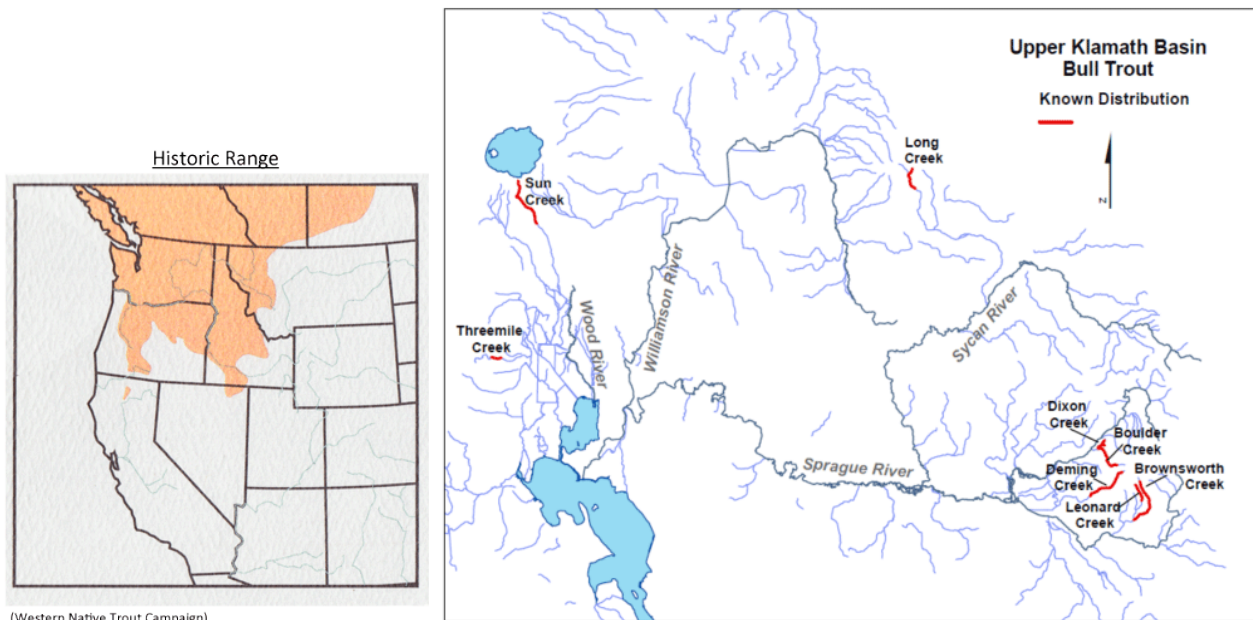 Historic Range
(Western Native Trout Campaign)
Upper Klamath Basin
Bull Trout
Known Distribution
N
Long
Creek
Sun
Creek
Williamson River
Wood River
Threemile
Creek
Sycan River
Dixon
Creek
Boulder
Creek
Deming
Creek
Brownsworth
Creek
Leonard
Creek
Sprague River